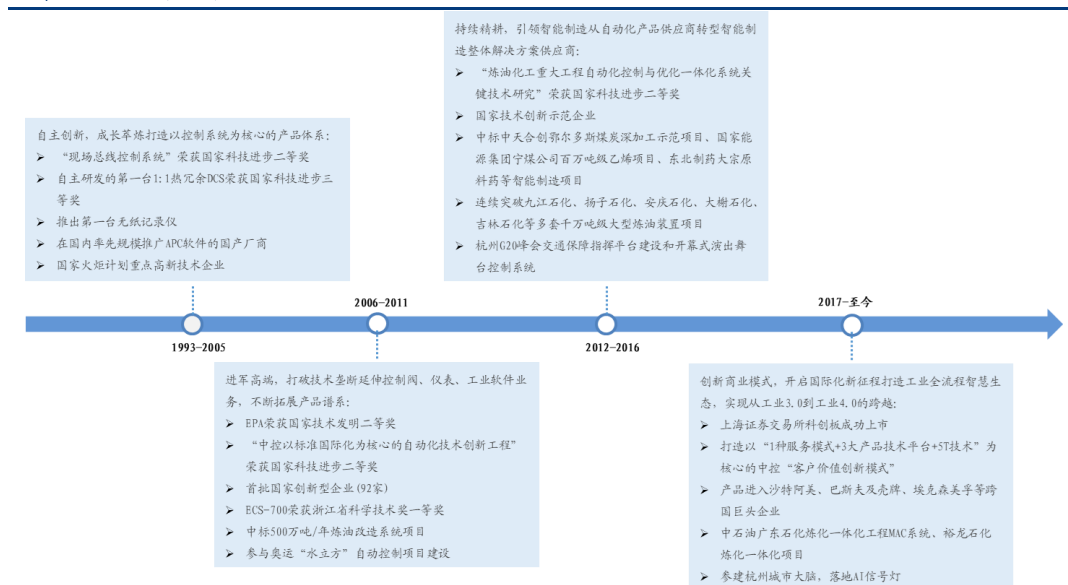 自主创新，成长萃炼打造以控制系统为核心的产品体系：
➤ “现场总线控制系统”荣获国家科技进步二等奖
➤ 自主研发的第一台1:1热冗余DCS荣获国家科技进步三
等奖
➤ 推出第一台无纸记录仪
➤ 在国内率先规模推广APC软件的国产厂商
➤ 国家火炬计划重点高新技术企业
1993-2005
2006-2011
进军高端，打破技术垄断延伸控制阀、仪表、工业软件业
务，不断拓展产品谱系：
➤ EPA荣获国家技术发明二等奖
➤ “中控以标准国际化为核心的自动化技术创新工程”
荣获国家科技进步二等奖
➤ 首批国家创新型企业(92家)
➤ ECS-700荣获浙江省科学技术奖一等奖
➤ 中标500万吨/年炼油改造系统项目
➤ 参与奥运“水立方”自动控制项目建设
持续精耕，引领智能制造从自动化产品供应商转型智能制
造整体解决方案供应商：
➤ “炼油化工重大工程自动化控制与优化一体化系统关
键技术研究”荣获国家科技进步二等奖
➤ 国家技术创新示范企业
➤ 中标中天合创鄂尔多斯煤炭深加工示范项目、国家能
源集团宁煤公司百万吨级乙烯项目、东北制药大宗原
料药等智能制造项目
➤ 连续突破九江石化、扬子石化、安庆石化、大榭石化、
吉林石化等多套千万吨级大型炼油装置项目
➤ 杭州G20峰会交通保障指挥平台建设和开幕式演出舞
台控制系统
2012-2016
2017-至今
创新商业模式，开启国际化新征程打造工业全流程智慧生
态，实现从工业3.0到工业4.0的跨越：
➤ 上海证券交易所科创板成功上市
➤ 打造以“1种服务模式+3大产品技术平台+5T技术”为
核心的中控“客户价值创新模式”
➤ 产品进入沙特阿美、巴斯夫及壳牌、埃克森美孚等跨
国巨头企业
➤ 中石油广东石化炼化一体化工程MAC系统、裕龙石化
炼化一体化项目
➤ 参建杭州城市大脑，落地AI信号灯